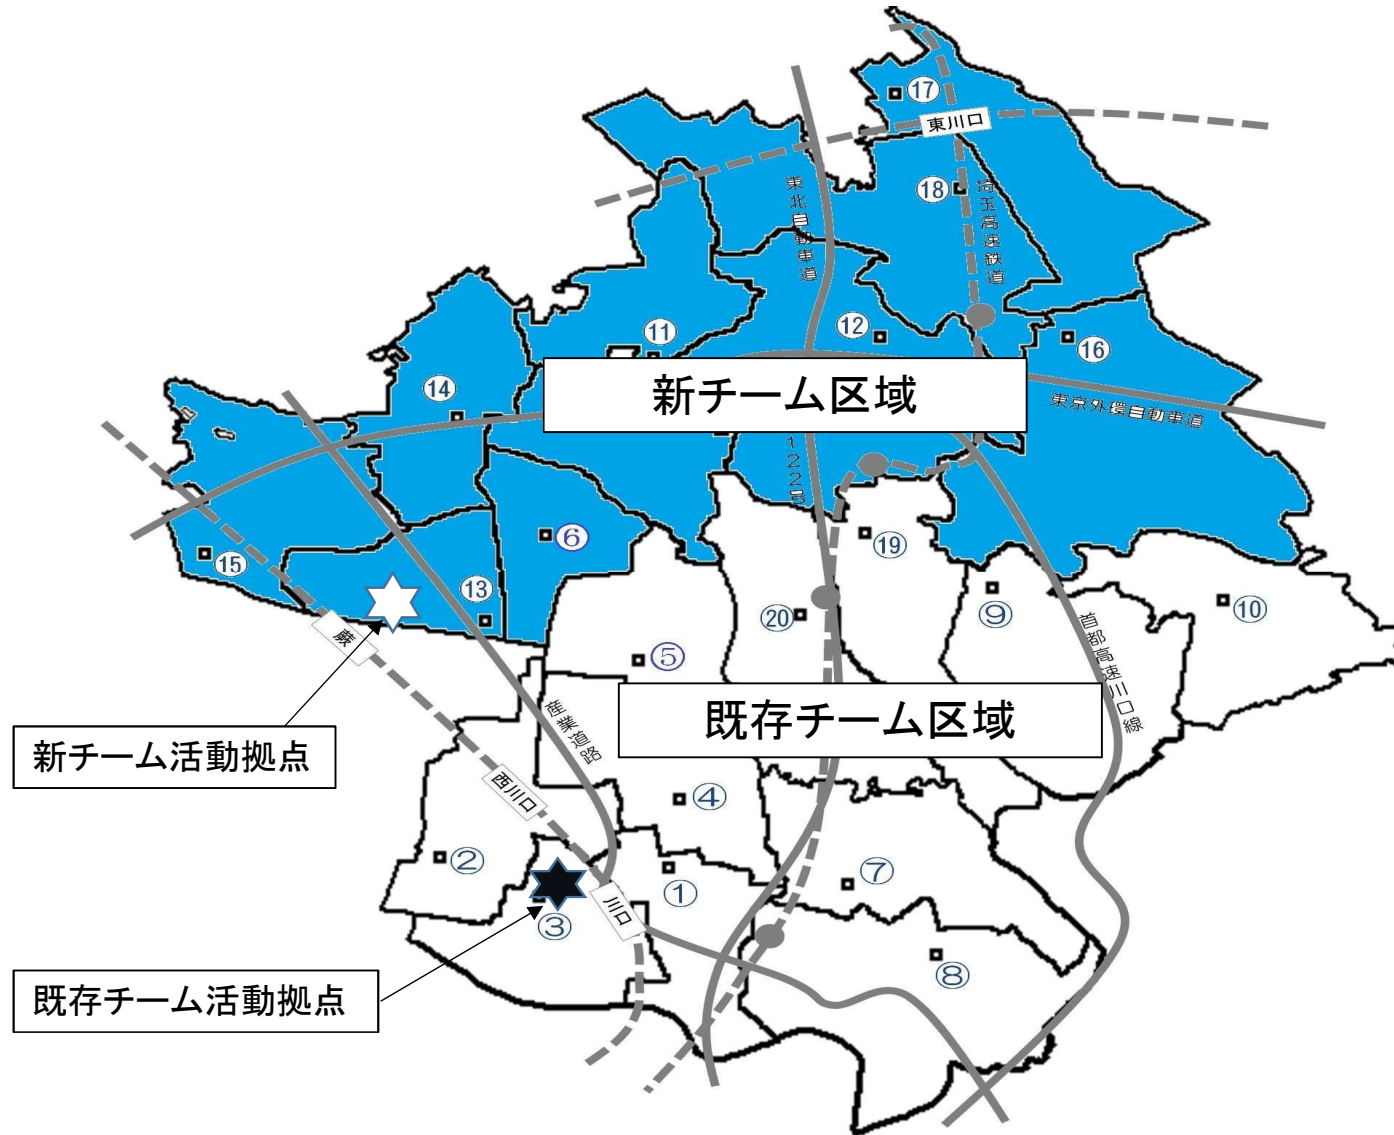 ⑰
東川口
⑱
東北自動車道
埼玉高速鉄道
⑪
⑫
⑯
⑭
新チーム区域
東京外環自動車道
122号
⑥
⑲
⑮
⑬
⑨
⑩
⑳
蕨
⑤
首都高速川口線
既存チーム区域
新チーム活動拠点
産業道路
西川口
④
②
①
⑦
川口
③
⑧
既存チーム活動拠点